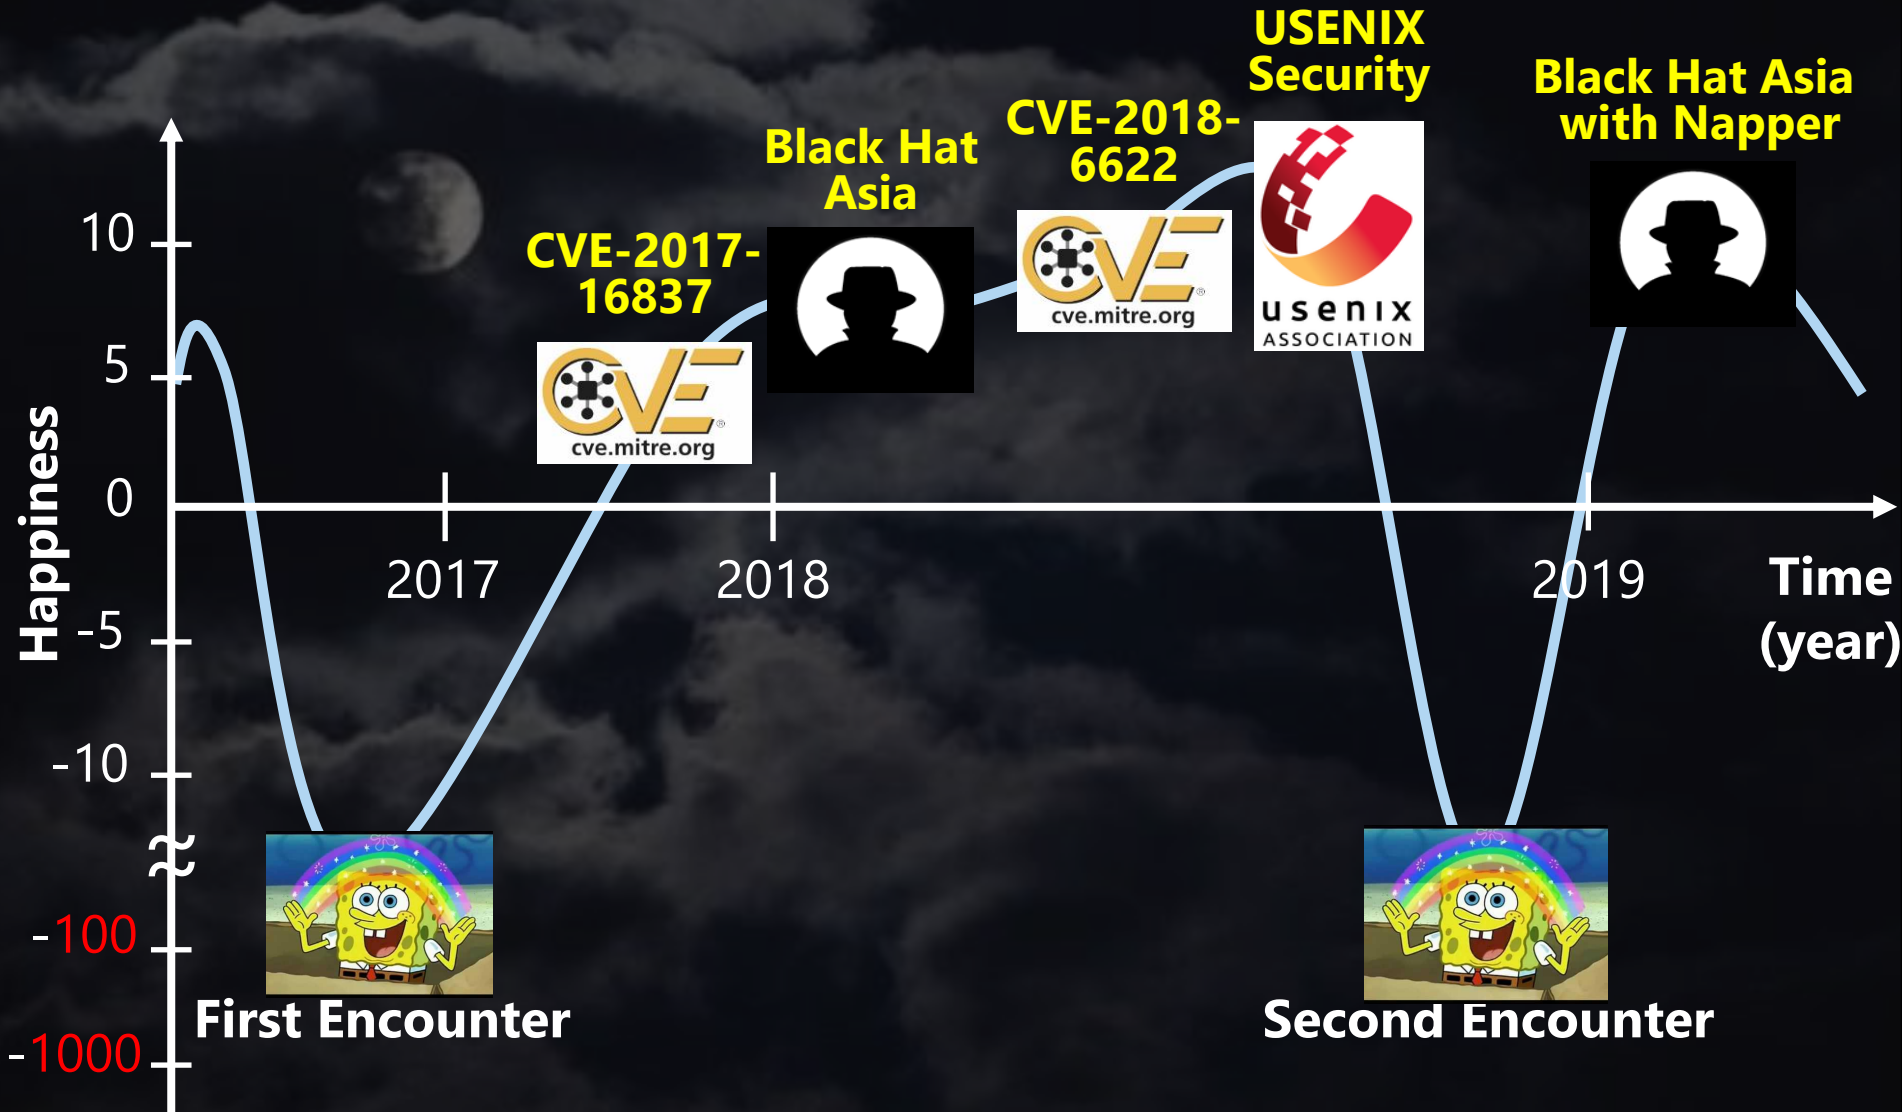 USENIX
Security
Black Hat Asia
with Napper
CVE-2018-
6622
Black Hat
Asia
CVE-2017-
16837
10
5
0
-5
-10
≈
-100
-1000
Happiness
cve.mitre.org
cve.mitre.org
usenix
ASSOCIATION
2017
2018
2019
Time
(year)
First Encounter
Second Encounter